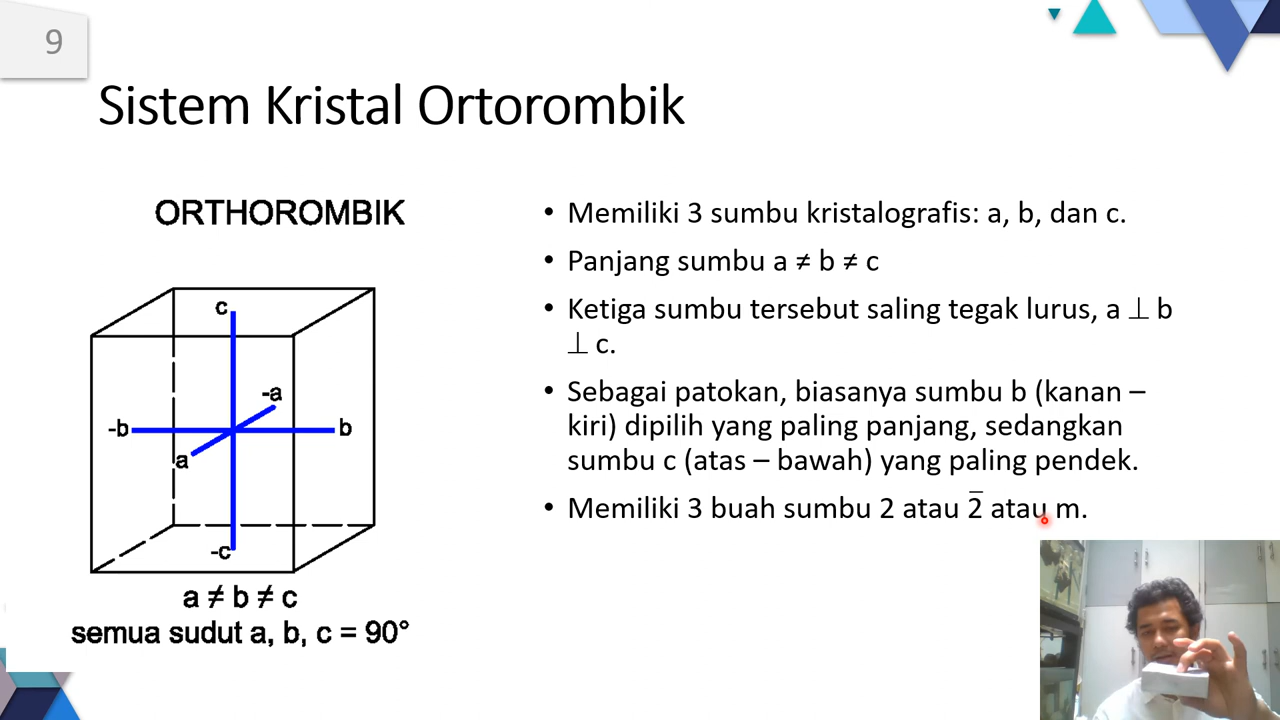 9
Sistem Kristal Ortorombik
ORTHOROMBIK
c
-a
-b
b
a
-c
a ≠ b ≠ c
semua sudut a, b, c = 90°
• Memiliki 3 sumbu kristalografis: a, b, dan c.
• Panjang sumbu a ≠ b ≠ c
• Ketiga sumbu tersebut saling tegak lurus, a ⊥ b
⊥ c.
• Sebagai patokan, biasanya sumbu b (kanan –
kiri) dipilih yang paling panjang, sedangkan
sumbu c (atas – bawah) yang paling pendek.
• Memiliki 3 buah sumbu 2 atau 2̅ atau m.